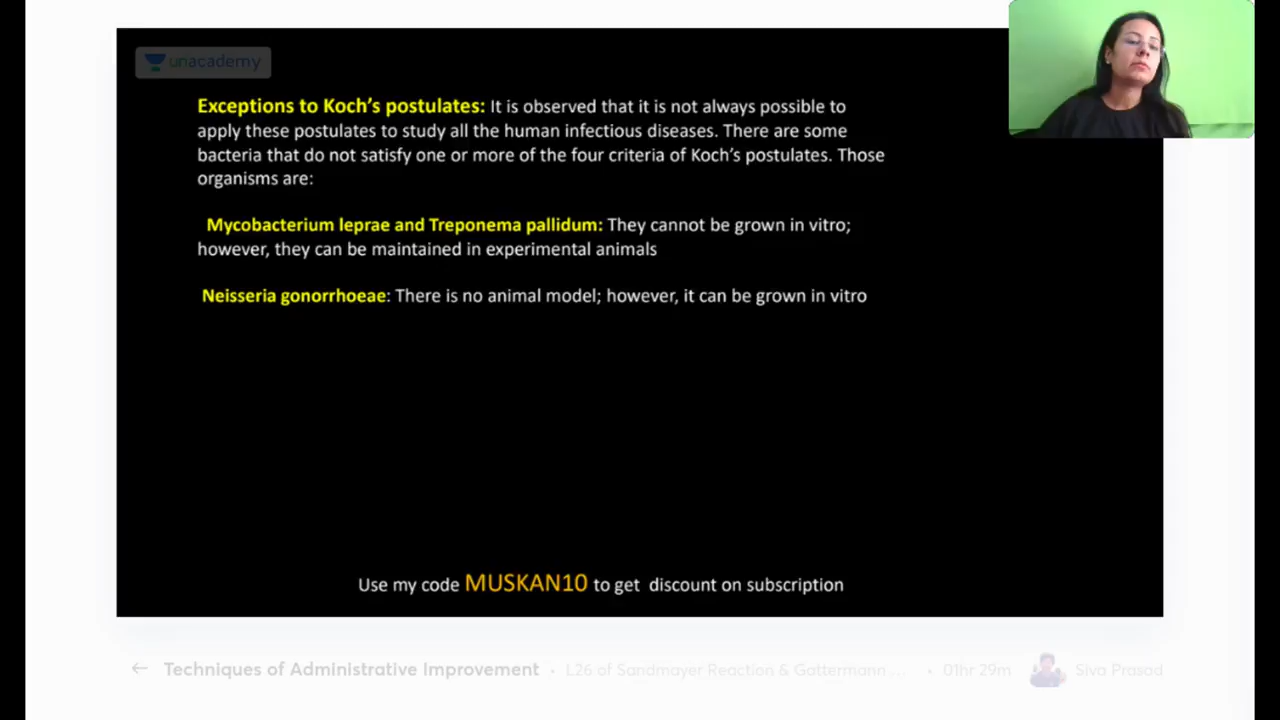 unacademy
Exceptions to Koch's postulates: It is observed that it is not always possible to
apply these postulates to study all the human infectious diseases. There are some
bacteria that do not satisfy one or more of the four criteria of Koch's postulates. Those
organisms are:
Mycobacterium leprae and Treponema pallidum: They cannot be grown in vitro;
however, they can be maintained in experimental animals
Neisseria gonorrhoeae: There is no animal model; however, it can be grown in vitro
Use my code MUSKAN10 to get discount on subscription
← Techniques of Administrative Improvement • L26 of Sandmayer Reaction & Gattermann ... • 01hr 29m Siva Prasad